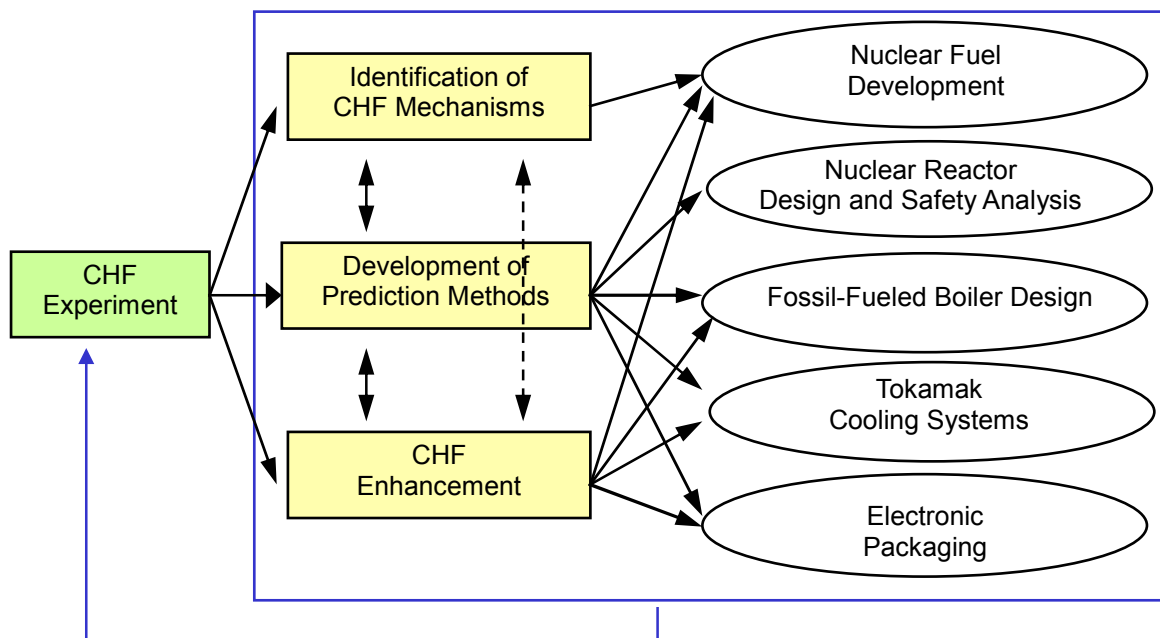 CHF
Experiment
Identification of
CHF Mechanisms
Development of
Prediction Methods
CHF
Enhancement
Nuclear Fuel
Development
Nuclear Reactor
Design and Safety Analysis
Fossil-Fueled Boiler Design
Tokamak
Cooling Systems
Electronic
Packaging